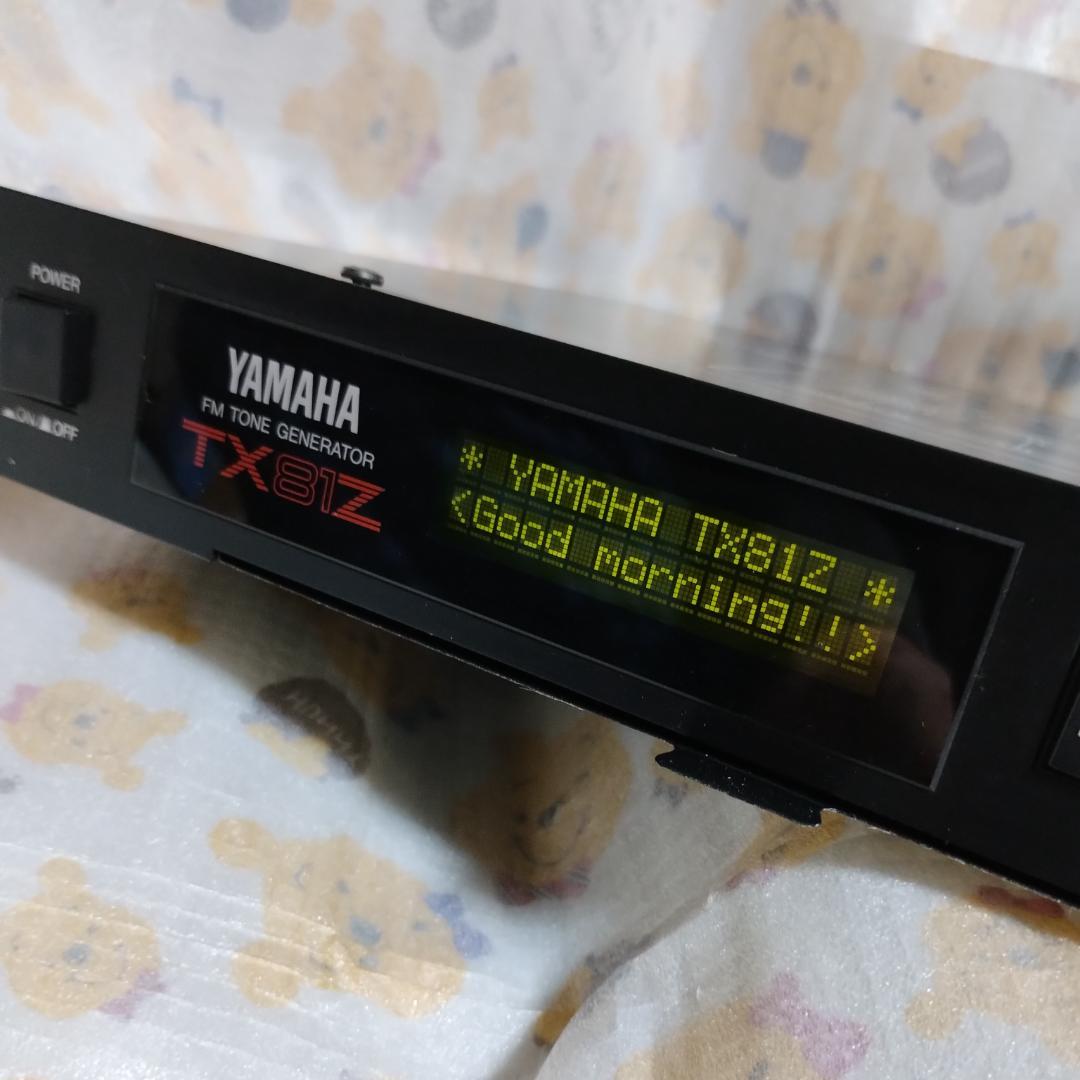 POWER
ON/OFF
YAMAHA
FM TONE GENERATOR
TX81Z
* YAMAHA TX81Z *
<Good morning!!>